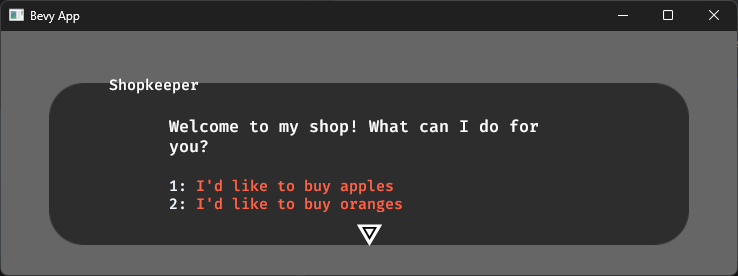 Bevy App
Shopkeeper
Welcome to my shop! What can I do for
you?
1: I'd like to buy apples
2: I'd like to buy oranges